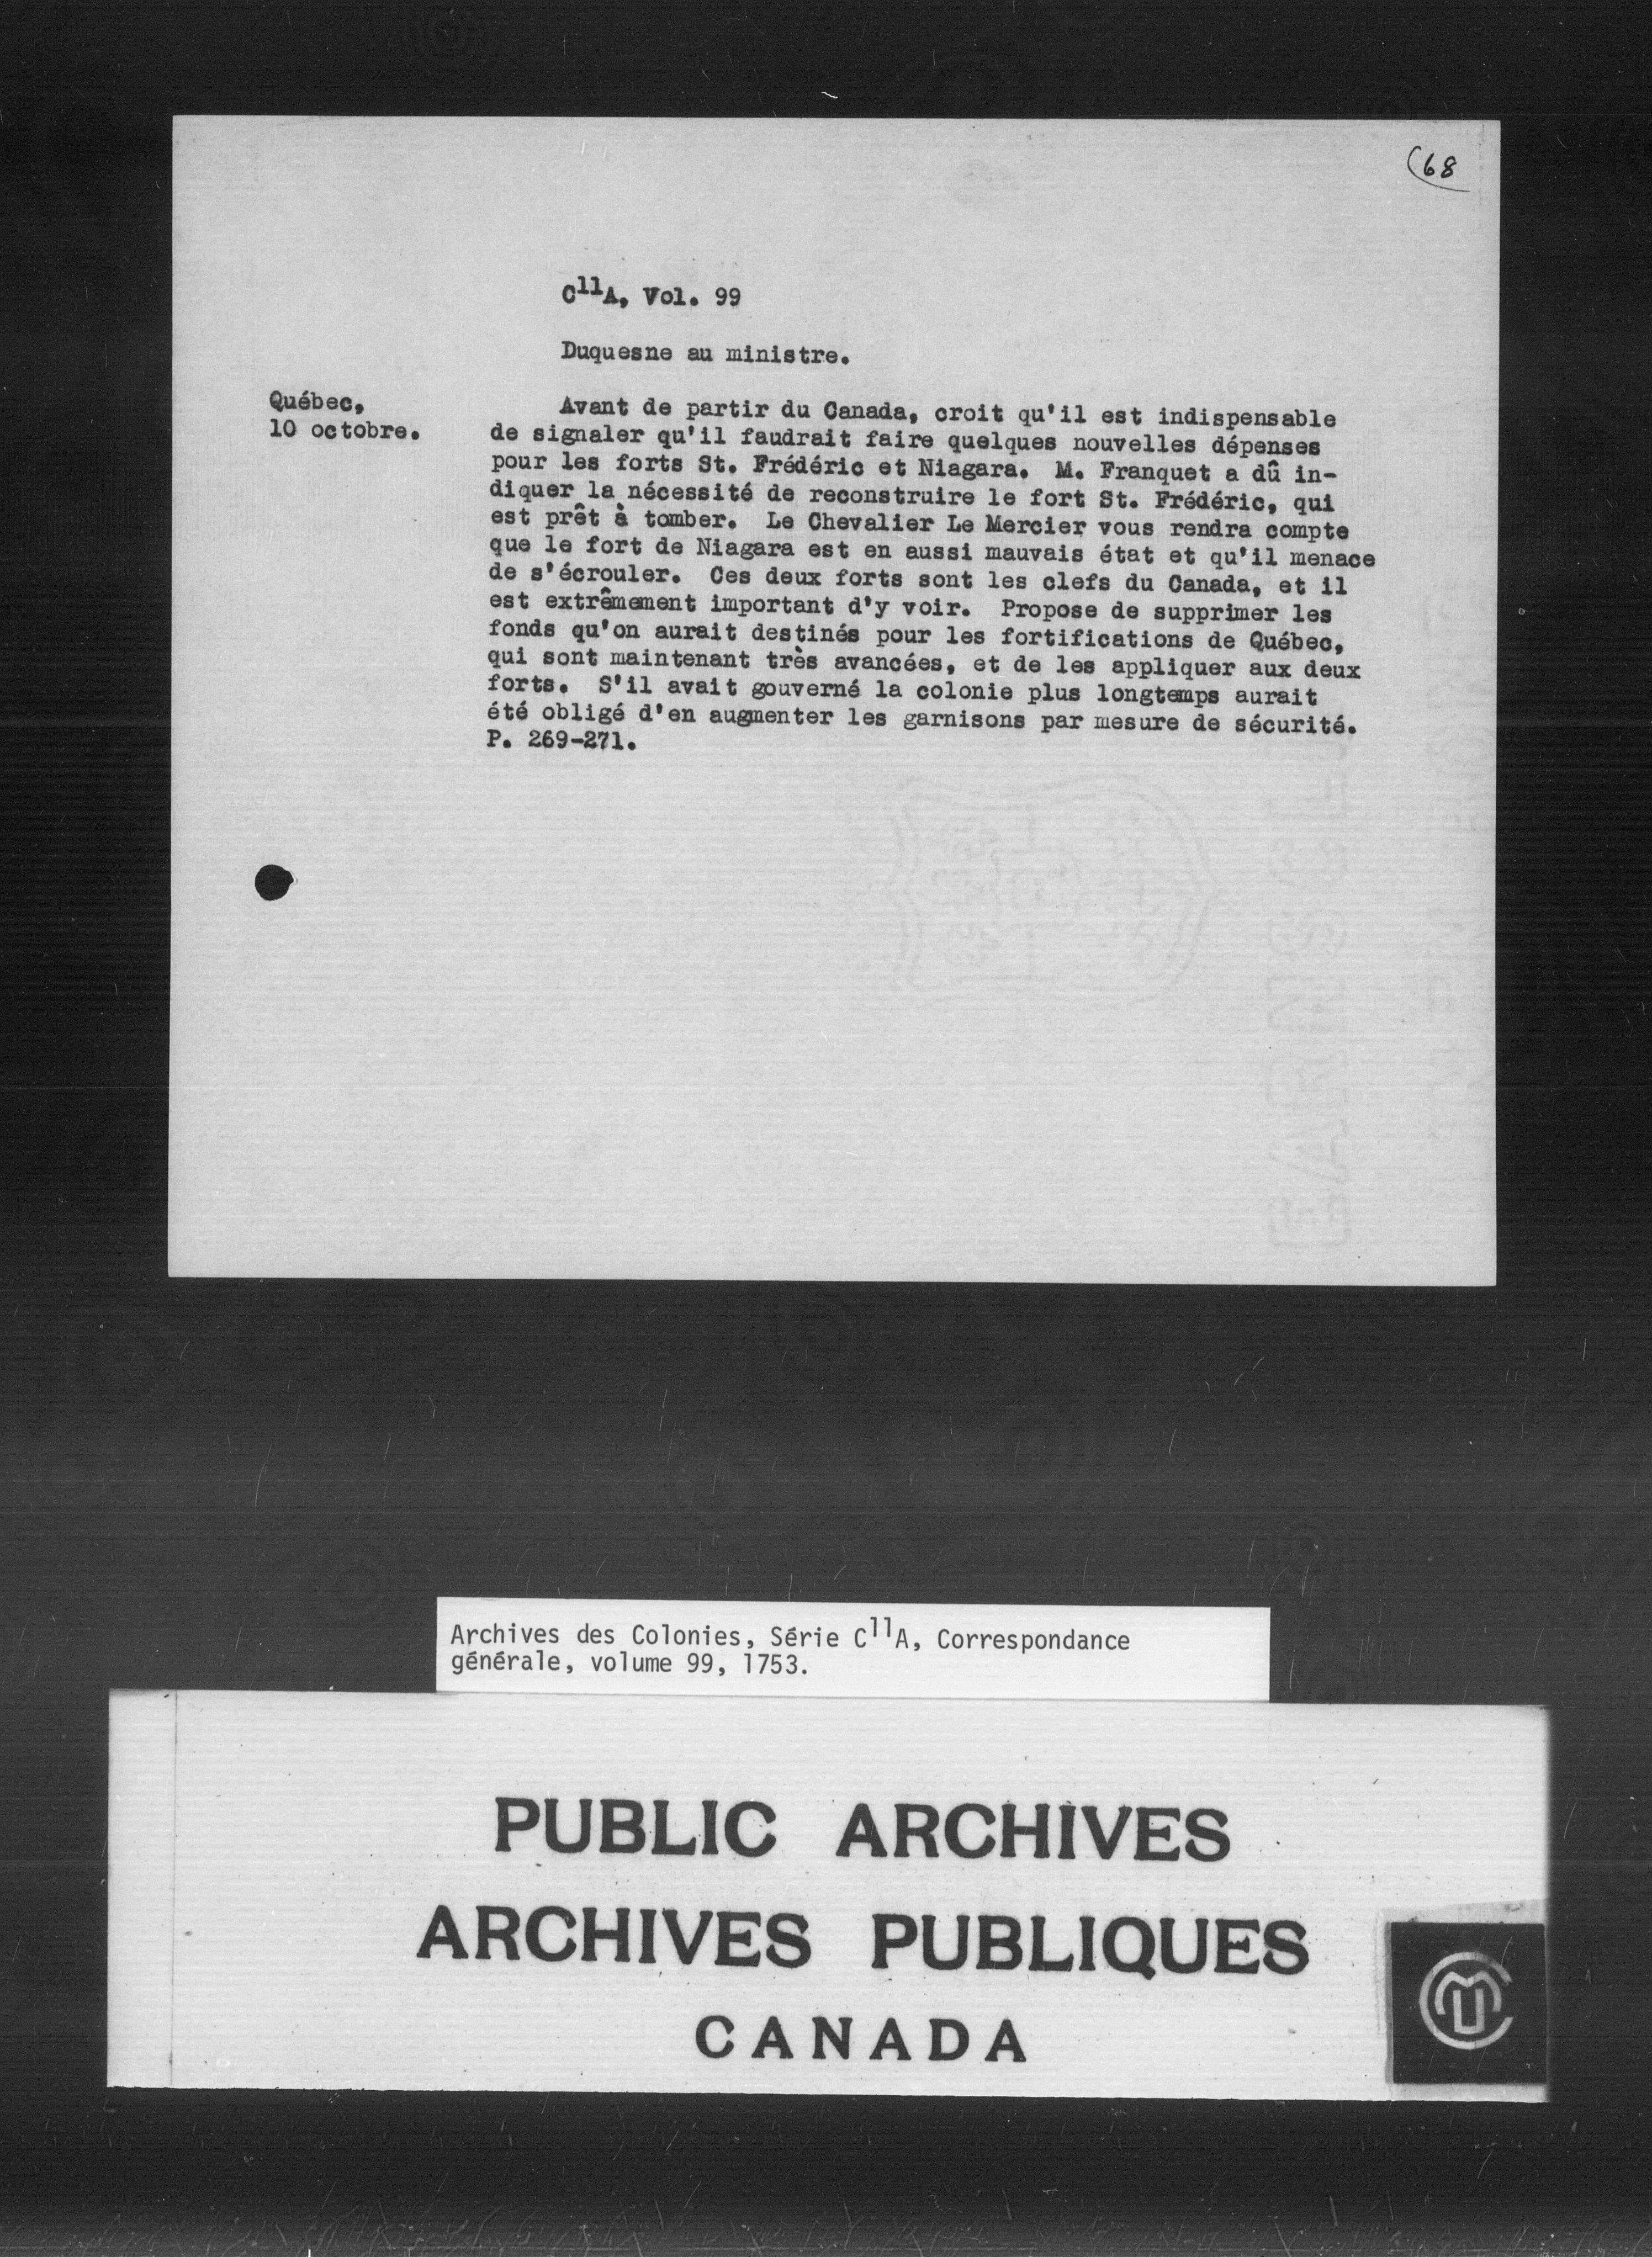 68
C11A, Vol. 99
Duquesne au ministre.
Québec,
10 octobre.
Avant de partir du Canada, croit qu'il est indispensable
de signaler qu'il faudrait faire quelques nouvelles dépenses
pour les forts St. Frédéric et Niagara. M. Franquet a dû in-
diquer la nécessité de reconstruire le fort St. Frédéric, qui
est prêt à tomber. Le Chevalier Le Mercier vous rendra compte
que le fort de Niagara est en aussi mauvais état et qu'il menace
de s'écrouler. Ces deux forts sont les clefs du Canada, et il
est extrêmement important d'y voir. Propose de supprimer les
fonds qu'on aurait destinés pour les fortifications de Québec,
qui sont maintenant très avancées, et de les appliquer aux deux
forts. S'il avait gouverné la colonie plus longtemps aurait
été obligé d'en augmenter les garnisons par mesure de sécurité.
P. 269-271.
Archives des Colonies, Série C11A, Correspondance
générale, volume 99, 1753.
PUBLIC ARCHIVES
ARCHIVES PUBLIQUES
CANADA